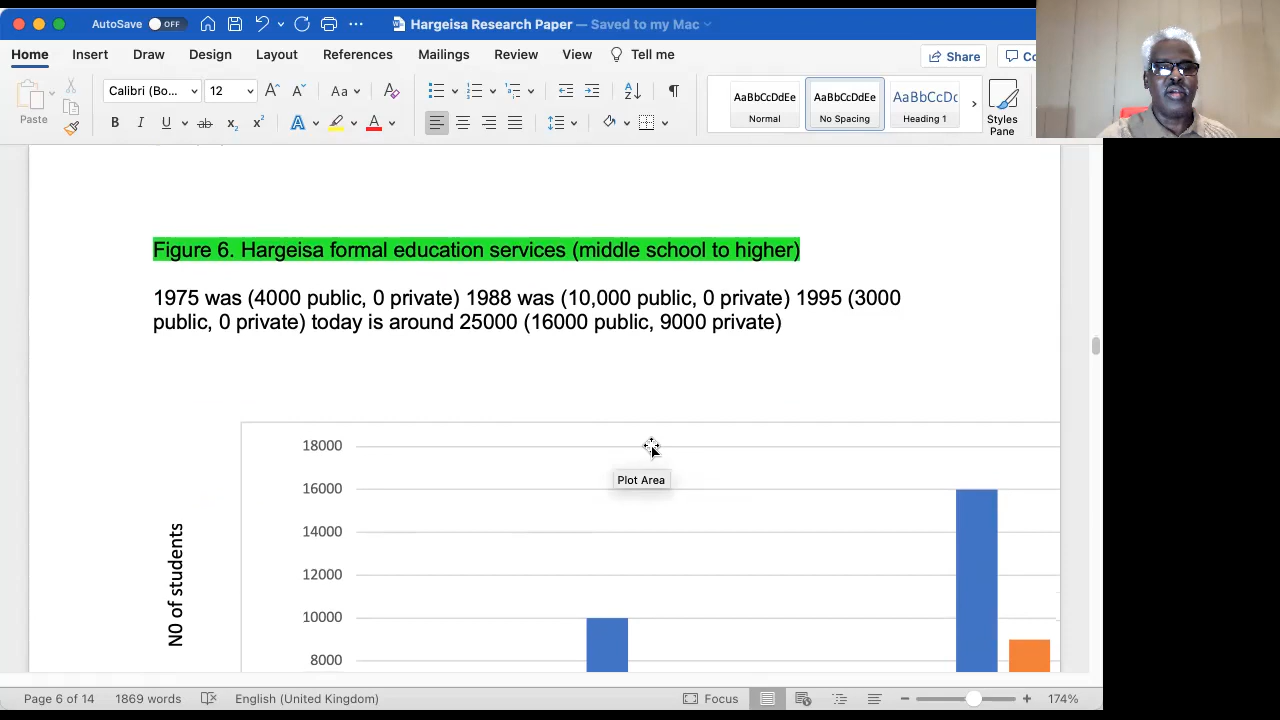 AutoSave OFF
Hargeisa Research Paper — Saved to my Mac
Home Insert Draw Design Layout References Mailings Review View Tell me
Share
Paste
Calibri (Bo... 12
AaBbCcDdEe AaBbCcDdEe AaBbCcDc
Normal No Spacing Heading 1
Styles
Pane
Figure 6. Hargeisa formal education services (middle school to higher)
1975 was (4000 public, 0 private) 1988 was (10,000 public, 0 private) 1995 (3000
public, 0 private) today is around 25000 (16000 public, 9000 private)
18000
Plot Area
16000
14000
12000
10000
8000
N0 of students
Page 6 of 14 1869 words English (United Kingdom) Focus 174%